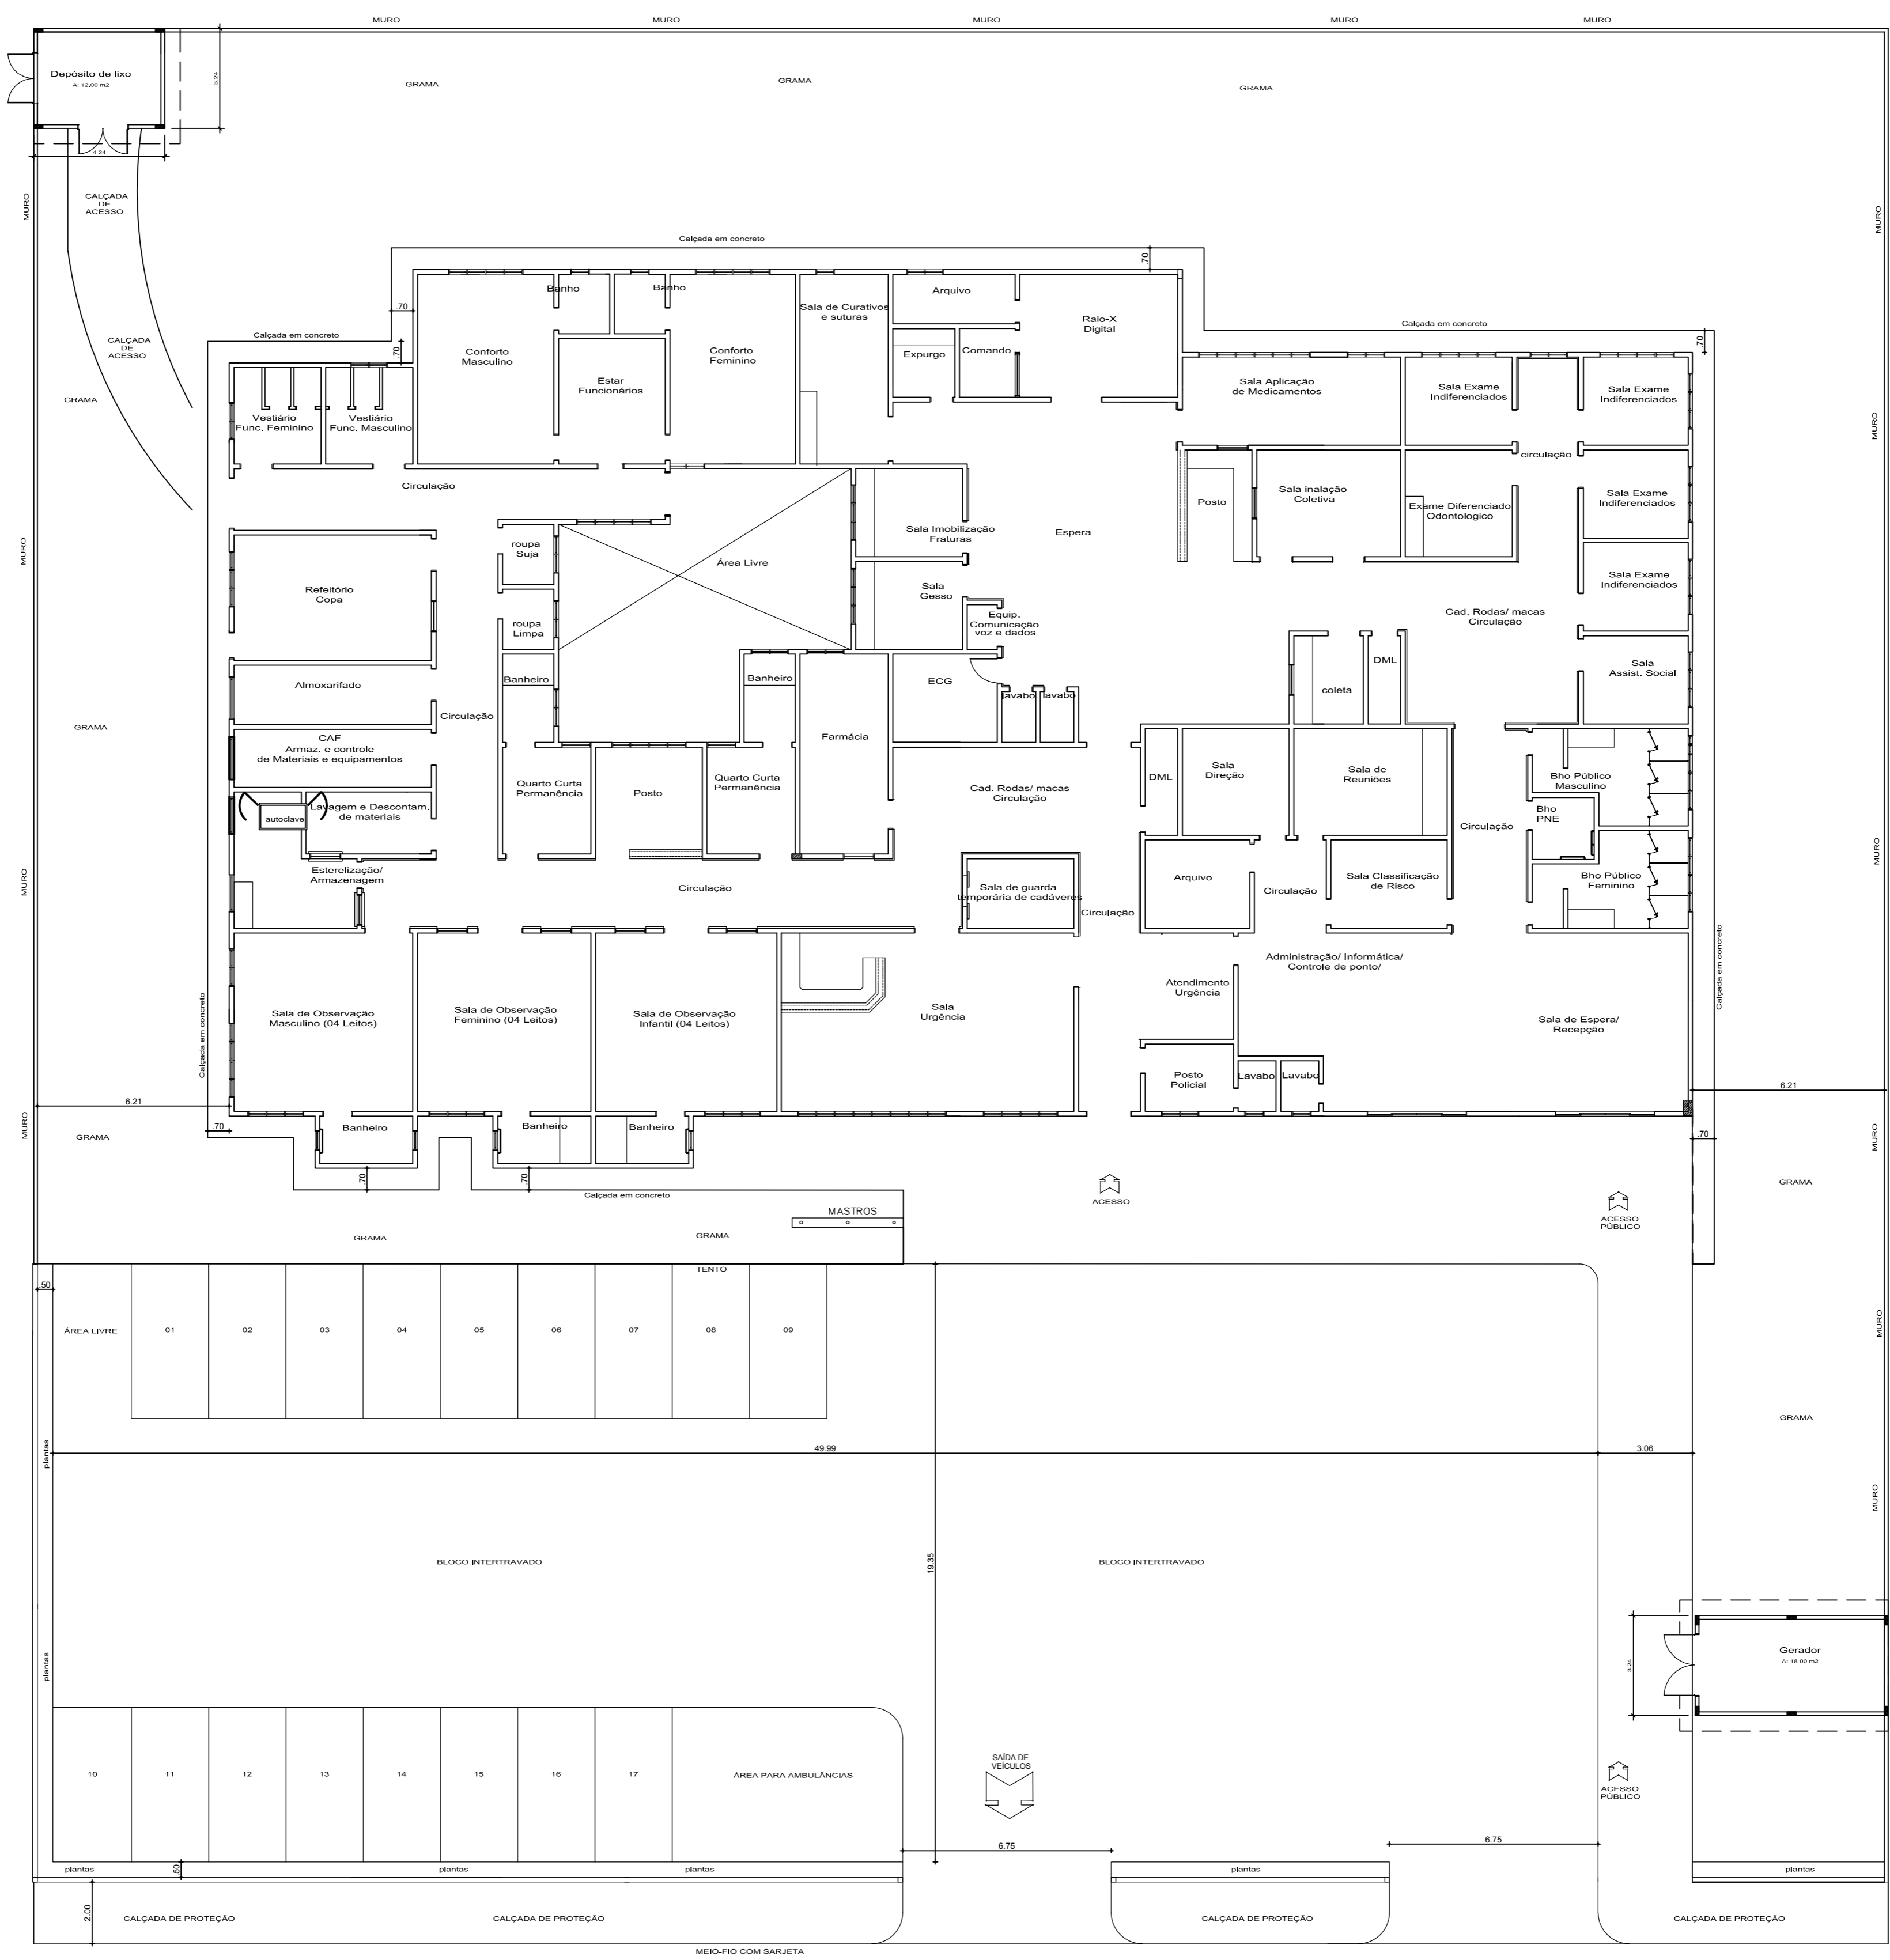 MURO
MURO
MURO
MURO
MURO
Depósito de lixo
A: 12,00 m2
3.24
GRAMA
GRAMA
GRAMA
4.24
MURO
CALÇADA
DE
ACESSO
MURO
Calçada em concreto
.70
.70
Calçada em concreto
.70
CALÇADA
DE
ACESSO
Calçada em concreto
.70
GRAMA
Banho
Banho
Arquivo
Sala de Curativos
e suturas
Raio-X
Digital
Conforto
Masculino
Conforto
Feminino
Expurgo
Comando
Estar
Funcionários
Sala Aplicação
de Medicamentos
Sala Exame
Indiferenciados
Sala Exame
Indiferenciados
Vestiário
Func. Feminino
Vestiário
Func. Masculino
MURO
circulação
Circulação
Sala Imobilização
Fraturas
Espera
Posto
Sala inalação
Coletiva
Exame Diferenciado
Odontologico
Sala Exame
Indiferenciados
MURO
roupa
Suja
Área Livre
Refeitório
Copa
Sala
Gesso
Sala Exame
Indiferenciados
roupa
Limpa
Equip.
Comunicação
voz e dados
Cad. Rodas/ macas
Circulação
Almoxarifado
Banheiro
Banheiro
ECG
lavabo
lavabo
coleta
DML
Sala
Assist. Social
GRAMA
GRAMA
Circulação
CAF
Armaz. e controle
de Materiais e equipamentos
Farmácia
Quarto Curta
Permanência
Posto
Quarto Curta
Permanência
Cad. Rodas/ macas
Circulação
DML
Sala
Direção
Sala de
Reuniões
Bho Público
Masculino
autoclave
Lavagem e Descontam.
de materiais
Bho
PNE
Circulação
MURO
MURO
Esterelização/
Armazenagem
Circulação
Sala de guarda
temporária de cadáveres
Arquivo
Circulação
Sala Classificação
de Risco
Bho Público
Feminino
Circulação
Calçada em concreto
Administração/ Informática/
Controle de ponto/
Atendimento
Urgência
Sala de Observação
Masculino (04 Leitos)
Sala de Observação
Feminino (04 Leitos)
Sala de Observação
Infantil (04 Leitos)
Sala
Urgência
Sala de Espera/
Recepção
Calçada em concreto
Posto
Policial
Lavabo
Lavabo
6.21
6.21
MURO
MURO
.70
Banheiro
Banheiro
Banheiro
.70
GRAMA
.70
.70
Calçada em concreto
ACESSO
GRAMA
MASTROS
ACESSO
PÚBLICO
GRAMA
GRAMA
TENTO
.50
MURO
ÁREA LIVRE
01
02
03
04
05
06
07
08
09
GRAMA
plantas
49.99
3.06
MURO
BLOCO INTERTRAVADO
19.35
BLOCO INTERTRAVADO
plantas
3.24
Gerador
A: 18,00 m2
10
11
12
13
14
15
16
17
ÁREA PARA AMBULÂNCIAS
SAÍDA DE
VEÍCULOS
ACESSO
PÚBLICO
6.75
6.75
plantas
.50
plantas
plantas
plantas
plantas
2.00
CALÇADA DE PROTEÇÃO
CALÇADA DE PROTEÇÃO
CALÇADA DE PROTEÇÃO
CALÇADA DE PROTEÇÃO
MEIO-FIO COM SARJETA